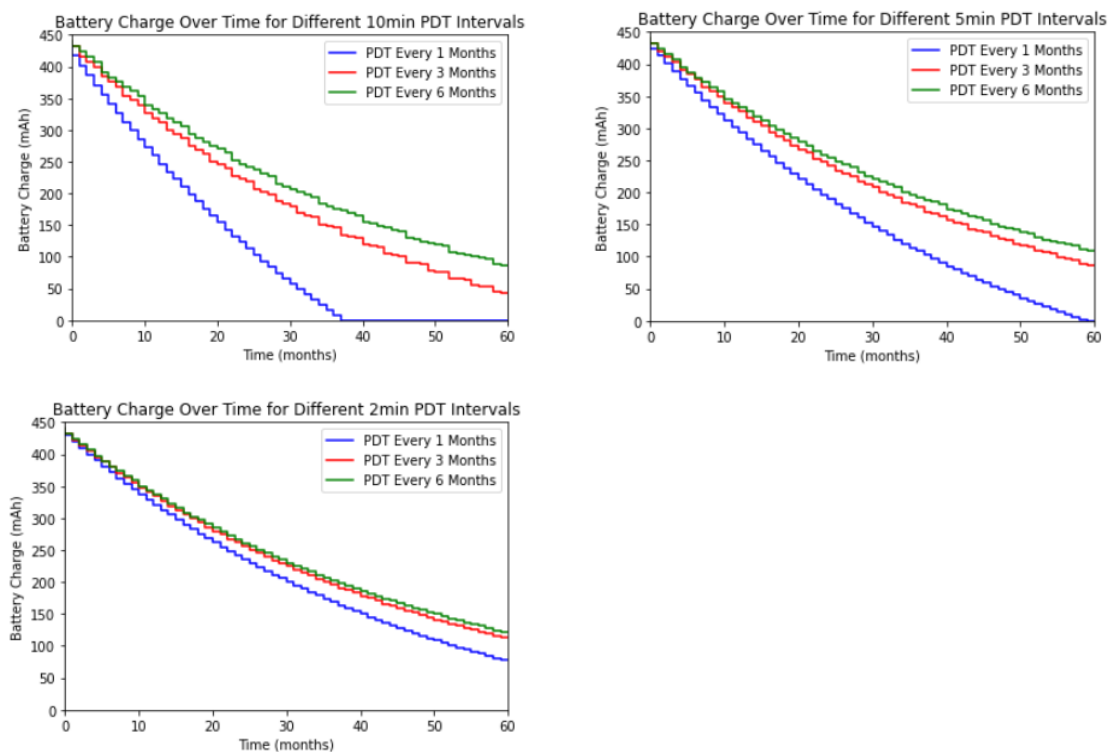 Battery Charge Over Time for Different 10min PDT Intervals
450
400
350
300
250
200
150
100
50
0
Battery Charge (mAh)
PDT Every 1 Months
PDT Every 3 Months
PDT Every 6 Months
0 10 20 30 40 50 60
Time (months)
Battery Charge Over Time for Different 5min PDT Intervals
450
400
350
300
250
200
150
100
50
0
Battery Charge (mAh)
PDT Every 1 Months
PDT Every 3 Months
PDT Every 6 Months
0 10 20 30 40 50 60
Time (months)
Battery Charge Over Time for Different 2min PDT Intervals
450
400
350
300
250
200
150
100
50
0
Battery Charge (mAh)
PDT Every 1 Months
PDT Every 3 Months
PDT Every 6 Months
0 10 20 30 40 50 60
Time (months)